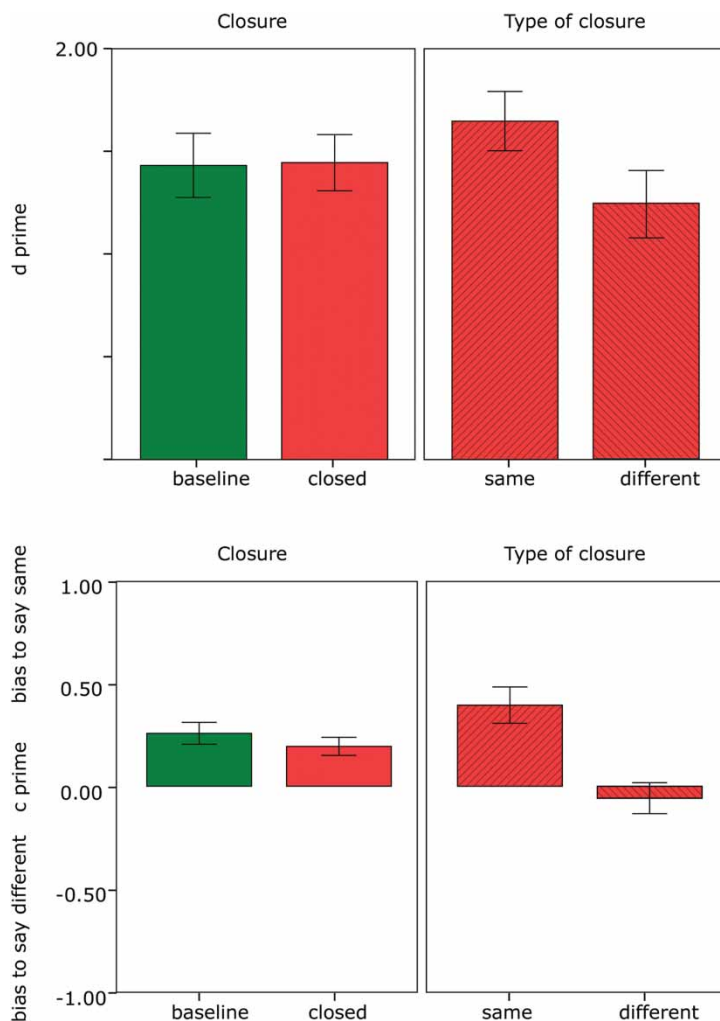 Closure
Type of closure
2.00
d prime
baseline
closed
same
different
Closure
Type of closure
bias to say same
c prime
bias to say different
1.00
0.50
0.00
-0.50
-1.00
baseline
closed
same
different